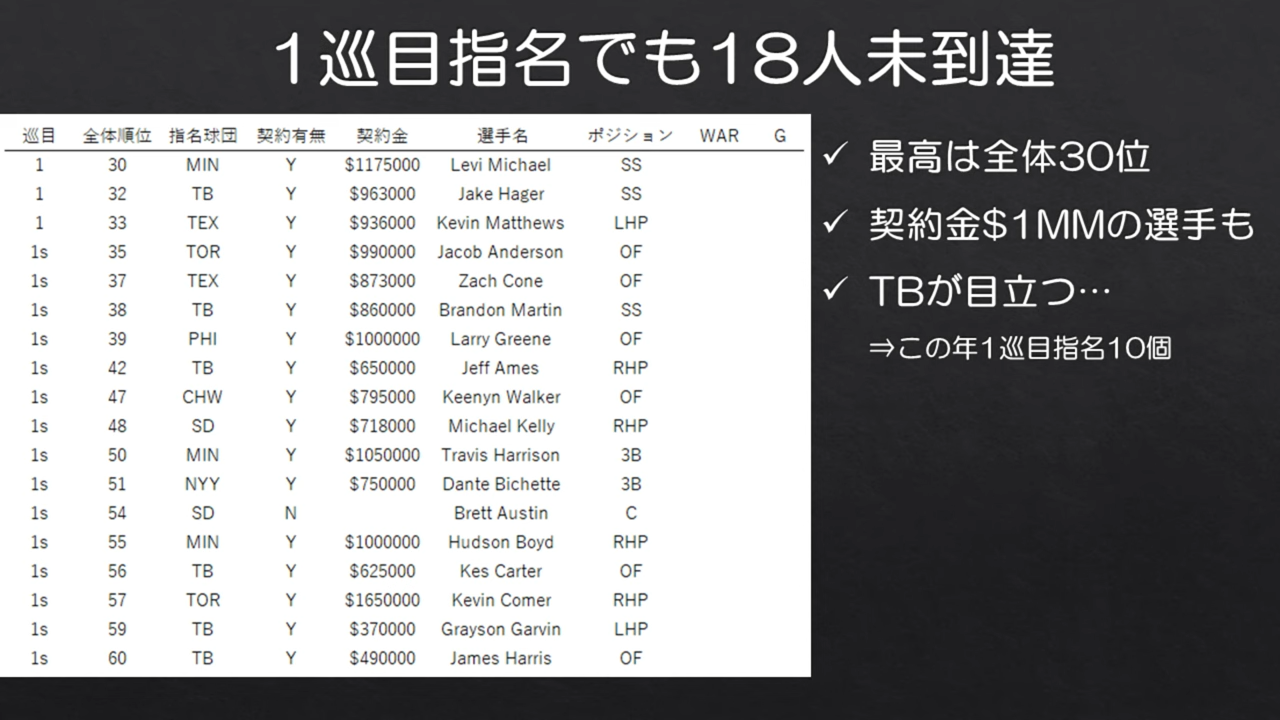 1巡目指名でも18人未到達
巡目 全体順位 指名球団 契約有無 契約金 選手名 ポジション WAR G
1 30 MIN Y $1175000 Levi Michael SS
1 32 TB Y $963000 Jake Hager SS
1 33 TEX Y $936000 Kevin Matthews LHP
1s 35 TOR Y $990000 Jacob Anderson OF
1s 37 TEX Y $873000 Zach Cone OF
1s 38 TB Y $860000 Brandon Martin SS
1s 39 PHI Y $1000000 Larry Greene OF
1s 42 TB Y $650000 Jeff Ames RHP
1s 47 CHW Y $795000 Keenyn Walker OF
1s 48 SD Y $718000 Michael Kelly RHP
1s 50 MIN Y $1050000 Travis Harrison 3B
1s 51 NYY Y $750000 Dante Bichette 3B
1s 54 SD N Brett Austin C
1s 55 MIN Y $1000000 Hudson Boyd RHP
1s 56 TB Y $625000 Kes Carter OF
1s 57 TOR Y $1650000 Kevin Comer RHP
1s 59 TB Y $370000 Grayson Garvin LHP
1s 60 TB Y $490000 James Harris OF
✓ 最高は全体30位
✓ 契約金$1MMの選手も
✓ TBが目立つ…
⇒この年1巡目指名10個